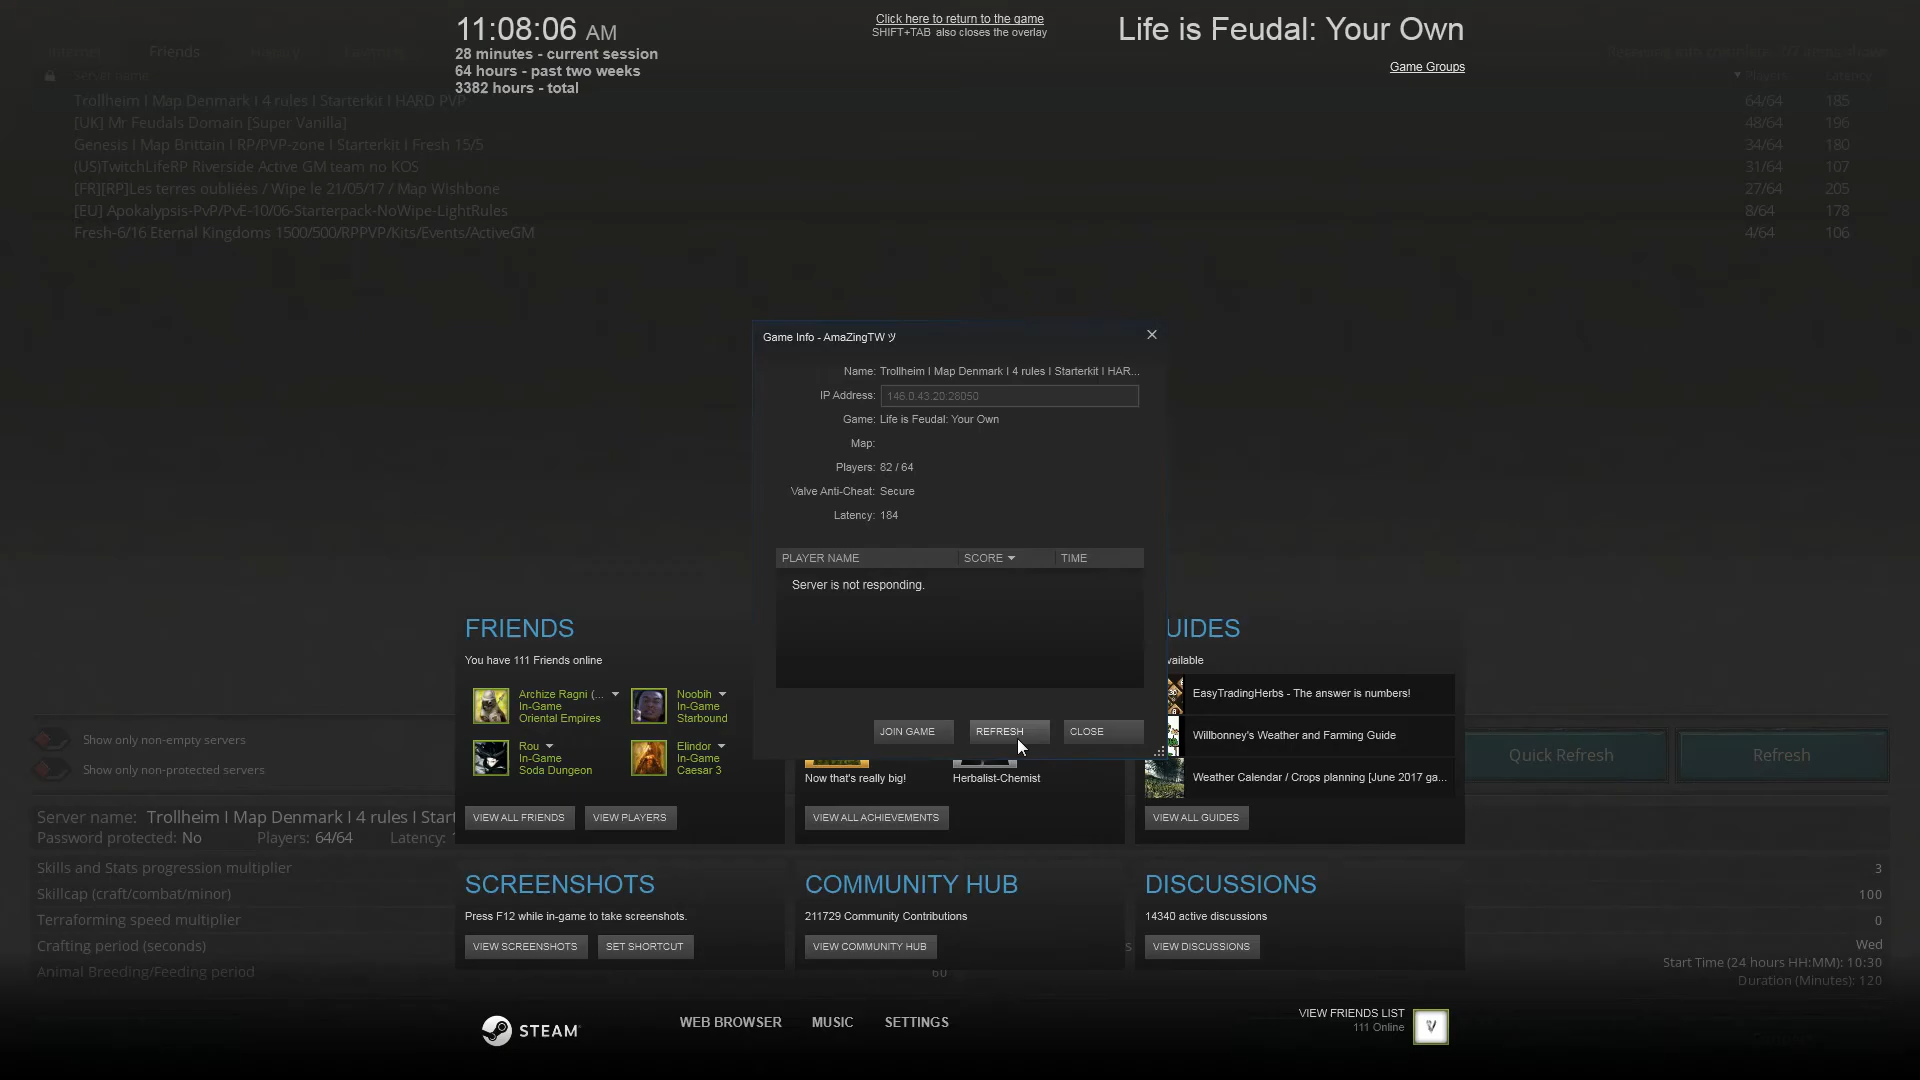 11:08:06 AM
28 minutes - current session
64 hours - past two weeks
3382 hours - total
Click here to return to the game
SHIFT+TAB also closes the overlay
Life is Feudal: Your Own
Game Groups
Internet Friends History Favorites
Server name Players Latency
Trollheim I Map Denmark I 4 rules I Starterkit I HARD PVP 64/64 185
[UK] Mr Feudals Domain [Super Vanilla] 48/64 196
Genesis I Map Brittain I RP/PVP-zone I Starterkit I Fresh 15/5 34/64 180
(US)TwitchLifeRP Riverside Active GM team no KOS 31/64 107
[FR][RP]Les terres oubliées / Wipe le 21/05/17 / Map Wishbone 27/64 205
[EU] Apokalypsis-PvP/PvE-10/06-Starterpack-NoWipe-LightRules 8/64 178
Fresh-6/16 Eternal Kingdoms 1500/500/RPPVP/Kits/Events/ActiveGM 4/64 106
Game Info - AmaZingTW ツ
Name: Trollheim I Map Denmark I 4 rules I Starterkit I HAR...
IP Address: 146.0.43.20:28050
Game: Life is Feudal: Your Own
Map:
Players: 82 / 64
Valve Anti-Cheat: Secure
Latency: 184
PLAYER NAME SCORE TIME
Server is not responding.
JOIN GAME REFRESH CLOSE
FRIENDS
You have 111 Friends online
Archize Ragni (...
In-Game
Oriental Empires
Noobih
In-Game
Starbound
Rou
In-Game
Soda Dungeon
Elindor
In-Game
Caesar 3
VIEW ALL FRIENDS VIEW PLAYERS
Now that's really big! Herbalist-Chemist
VIEW ALL ACHIEVEMENTS
UIDES
vailable
EasyTradingHerbs - The answer is numbers!
Willbonney's Weather and Farming Guide
Weather Calendar / Crops planning [June 2017 ga...
VIEW ALL GUIDES
Show only non-empty servers
Show only non-protected servers
Quick Refresh Refresh
Server name: Trollheim I Map Denmark I 4 rules I Start
Password protected: No Players: 64/64 Latency: 1
Skills and Stats progression multiplier 3
Skillcap (craft/combat/minor) 100
Terraforming speed multiplier 0
Crafting period (seconds) Wed
Start Time (24 hours HH:MM): 10:30
Animal Breeding/Feeding period 60
Duration (Minutes): 120
SCREENSHOTS
Press F12 while in-game to take screenshots.
VIEW SCREENSHOTS SET SHORTCUT
COMMUNITY HUB
211729 Community Contributions
VIEW COMMUNITY HUB
DISCUSSIONS
14340 active discussions
VIEW DISCUSSIONS
STEAM
WEB BROWSER MUSIC SETTINGS
VIEW FRIENDS LIST
111 Online